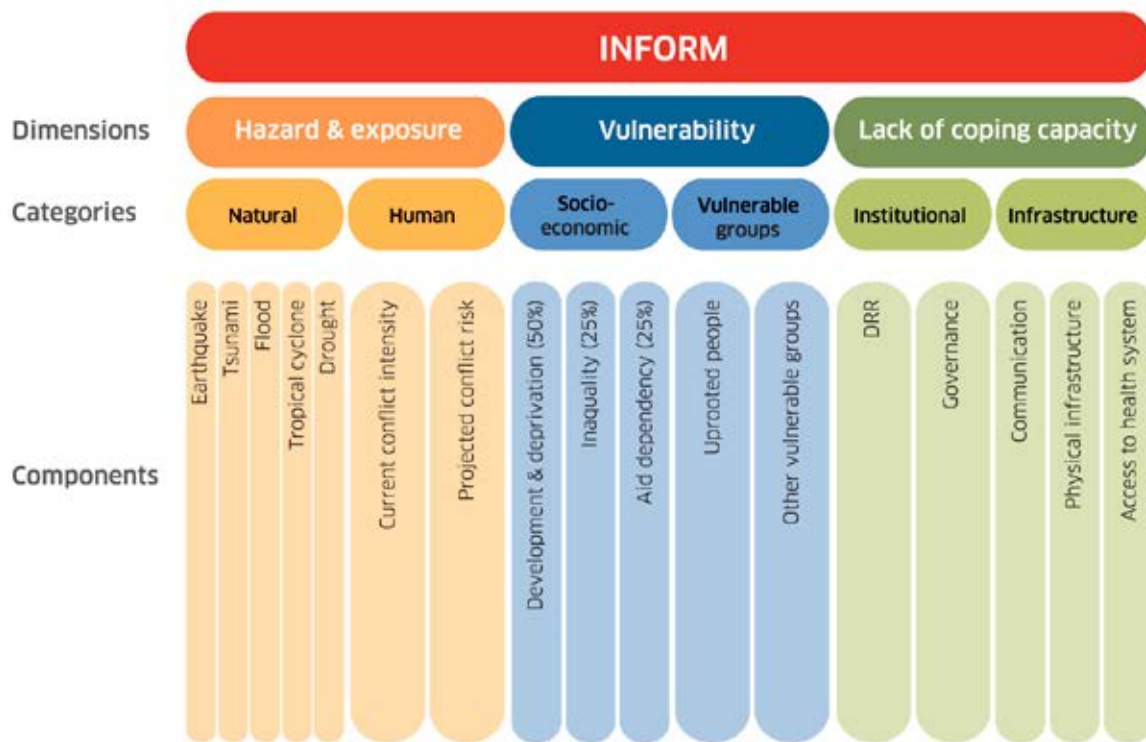 INFORM
Dimensions
Hazard & exposure
Vulnerability
Lack of coping capacity
Categories
Natural
Human
Socio-
economic
Vulnerable
groups
Institutional
Infrastructure
Components
Earthquake
Tsunami
Flood
Tropical cyclone
Drought
Current conflict intensity
Projected conflict risk
Development & deprivation (50%)
Inaquality (25%)
Aid dependency (25%)
Uprooted people
Other vulnerable groups
DRR
Governance
Communication
Physical infrastructure
Access to health system